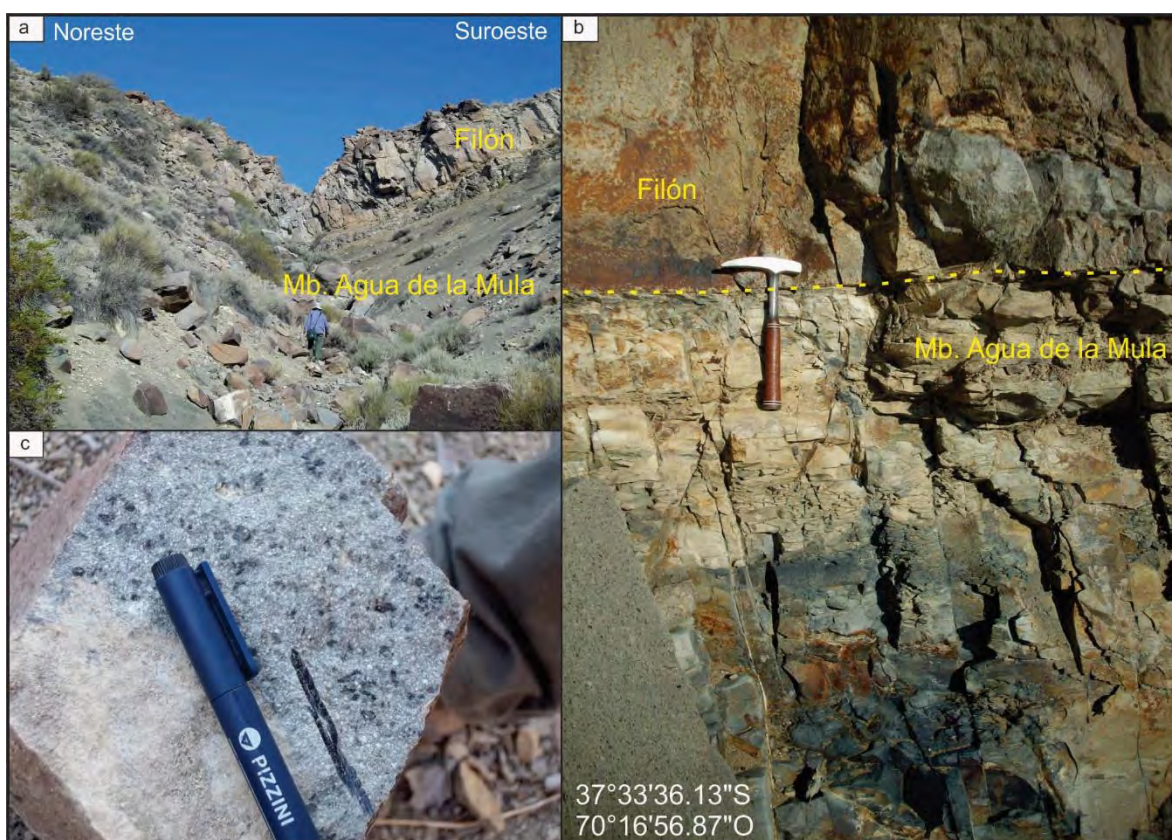 a
Noreste
Suroeste
Filón
Mb. Agua de la Mula
b
Filón
Mb. Agua de la Mula
37°33'36.13"S
70°16'56.87"O
c
PIZZINI